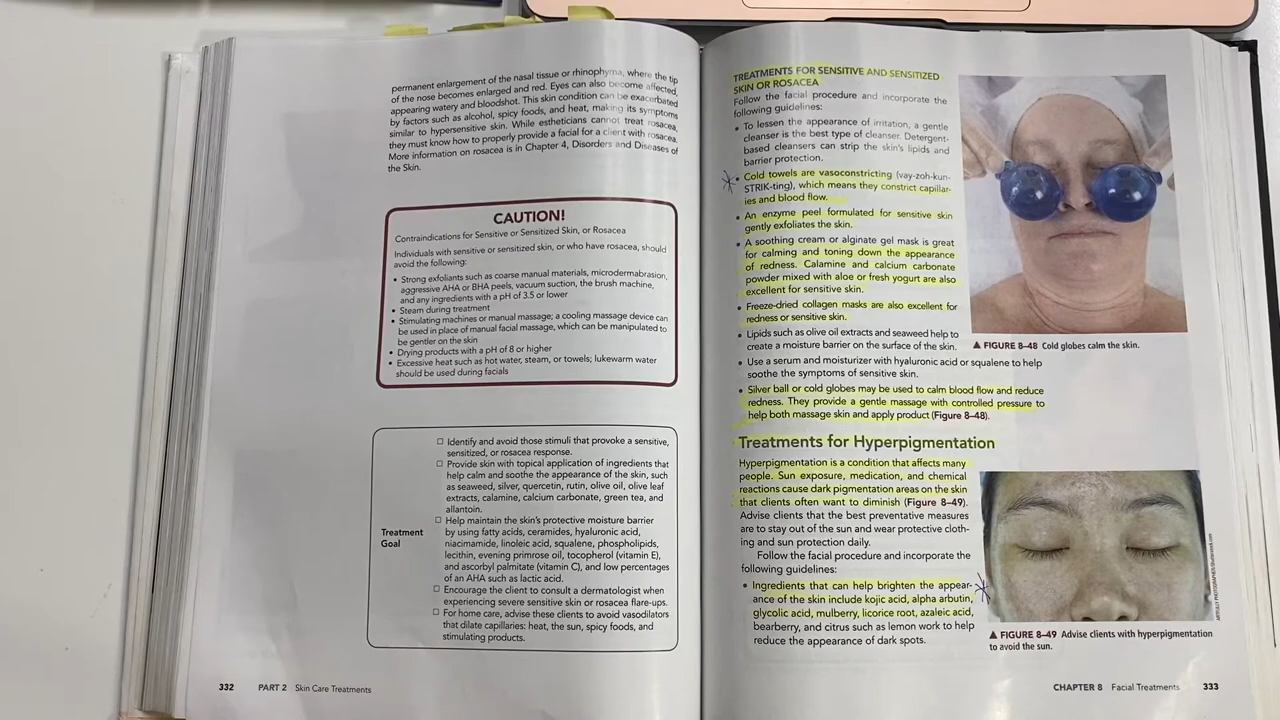 permanent enlargement of the nasal tissue or rhinophyma, where the tip
of the nose becomes enlarged and red. Eyes can also become affected,
appearing watery and bloodshot. This skin condition can be exacerbated
by factors such as alcohol, spicy foods, and heat, making its symptoms
similar to hypersensitive skin. While estheticians cannot treat rosacea,
they must know how to properly provide a facial for a client with rosacea.
More information on rosacea is in Chapter 4, Disorders and Diseases of
the Skin.
CAUTION!
Contraindications for Sensitive or Sensitized Skin, or Rosacea
Individuals with sensitive or sensitized skin, or who have rosacea, should
avoid the following:
• Strong exfoliants such as coarse manual materials, microdermabrasion,
aggressive AHA or BHA peels, vacuum suction, the brush machine,
and any ingredients with a pH of 3.5 or lower
• Steam during treatment
• Stimulating machines or manual massage; a cooling massage device can
be used in place of manual facial massage, which can be manipulated to
be gentler on the skin
• Drying products with a pH of 8 or higher
• Excessive heat such as hot water, steam, or towels; lukewarm water
should be used during facials
Treatment
Goal
□ Identify and avoid those stimuli that provoke a sensitive,
sensitized, or rosacea response.
□ Provide skin with topical application of ingredients that
help calm and soothe the appearance of the skin, such
as seaweed, silver, quercetin, rutin, olive oil, olive leaf
extracts, calamine, calcium carbonate, green tea, and
allantoin.
□ Help maintain the skin's protective moisture barrier
by using fatty acids, ceramides, hyaluronic acid,
niacinamide, linoleic acid, squalene, phospholipids,
lecithin, evening primrose oil, tocopherol (vitamin E),
and ascorbyl palmitate (vitamin C), and low percentages
of an AHA such as lactic acid.
□ Encourage the client to consult a dermatologist when
experiencing severe sensitive skin or rosacea flare-ups.
□ For home care, advise these clients to avoid vasodilators
that dilate capillaries: heat, the sun, spicy foods, and
stimulating products.
332 PART 2 Skin Care Treatments
TREATMENTS FOR SENSITIVE AND SENSITIZED
SKIN OR ROSACEA
Follow the facial procedure and incorporate the
following guidelines:
• To lessen the appearance of irritation, a gentle
cleanser is the best type of cleanser. Detergent-
based cleansers can strip the skin's lipids and
barrier protection.
• Cold towels are vasoconstricting (vay-zoh-kun-
STRIK-ting), which means they constrict capillar-
ies and blood flow.
• An enzyme peel formulated for sensitive skin
gently exfoliates the skin.
• A soothing cream or alginate gel mask is great
for calming and toning down the appearance
of redness. Calamine and calcium carbonate
powder mixed with aloe or fresh yogurt are also
excellent for sensitive skin.
• Freeze-dried collagen masks are also excellent for
redness or sensitive skin.
• Lipids such as olive oil extracts and seaweed help to
create a moisture barrier on the surface of the skin.
• Use a serum and moisturizer with hyaluronic acid or squalene to help
soothe the symptoms of sensitive skin.
• Silver ball or cold globes may be used to calm blood flow and reduce
redness. They provide a gentle massage with controlled pressure to
help both massage skin and apply product (Figure 8–48).
▲ FIGURE 8–48 Cold globes calm the skin.
Treatments for Hyperpigmentation
Hyperpigmentation is a condition that affects many
people. Sun exposure, medication, and chemical
reactions cause dark pigmentation areas on the skin
that clients often want to diminish (Figure 8–49).
Advise clients that the best preventative measures
are to stay out of the sun and wear protective cloth-
ing and sun protection daily.
Follow the facial procedure and incorporate the
following guidelines:
• Ingredients that can help brighten the appear-
ance of the skin include kojic acid, alpha arbutin,
glycolic acid, mulberry, licorice root, azaleic acid,
bearberry, and citrus such as lemon work to help
reduce the appearance of dark spots.
▲ FIGURE 8–49 Advise clients with hyperpigmentation
to avoid the sun.
CHAPTER 8 Facial Treatments 333